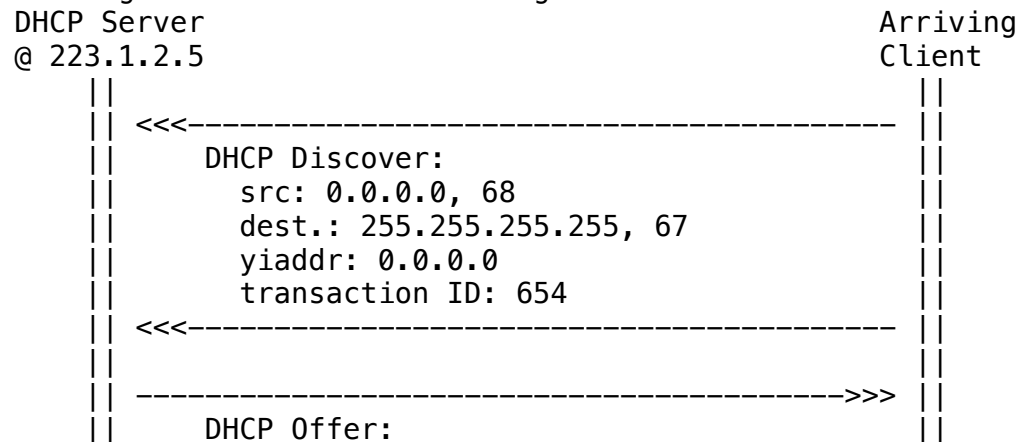 DHCP Server                                       Arriving
@ 223.1.2.5                                       Client
    ||                                              ||
    || <<<----------------------------------------- ||
    ||     DHCP Discover:                           ||
    ||       src: 0.0.0.0, 68                       ||
    ||       dest.: 255.255.255.255, 67             ||
    ||       yiaddr: 0.0.0.0                        ||
    ||       transaction ID: 654                    ||
    || <<<----------------------------------------- ||
    ||                                              ||
    || ----------------------------------------->>> ||
    ||     DHCP Offer:                              ||